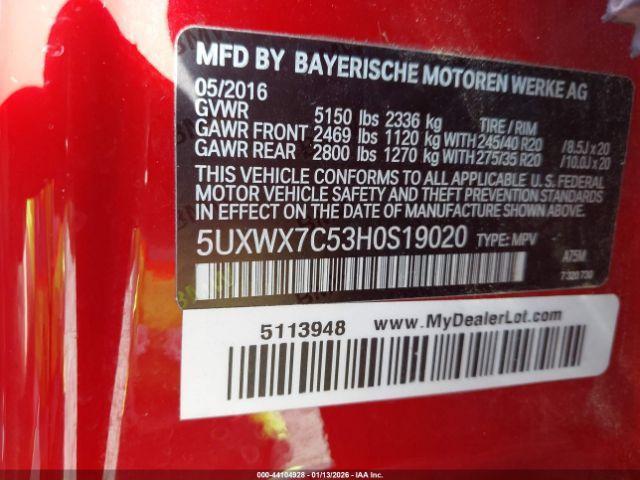 MFD BY BAYERISCHE MOTOREN WERKE AG
05/2016
GVWR 5150 lbs 2336 kg TIRE / RIM
GAWR FRONT 2469 lbs 1120 kg WITH 245/40 R20 /8.5J x 20
GAWR REAR 2800 lbs 1270 kg WITH 275/35 R20 /10.0J x 20
THIS VEHICLE CONFORMS TO ALL APPLICABLE U.S. FEDERAL
MOTOR VEHICLE SAFETY AND THEFT PREVENTION STANDARDS
IN EFFECT ON THE DATE OF MANUFACTURE SHOWN ABOVE.
5UXWX7C53H0S19020 TYPE: MPV
A75M
7 320 730
5113948 www.MyDealerLot.com
000-44104928 - 01/13/2026 - IAA Inc.